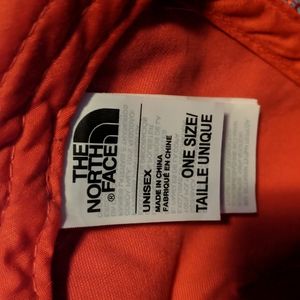 THE
NORTH
FACE
®
UNISEX
MADE IN CHINA
FABRIQUÉ EN CHINE
ONE SIZE/
TAILLE UNIQUE